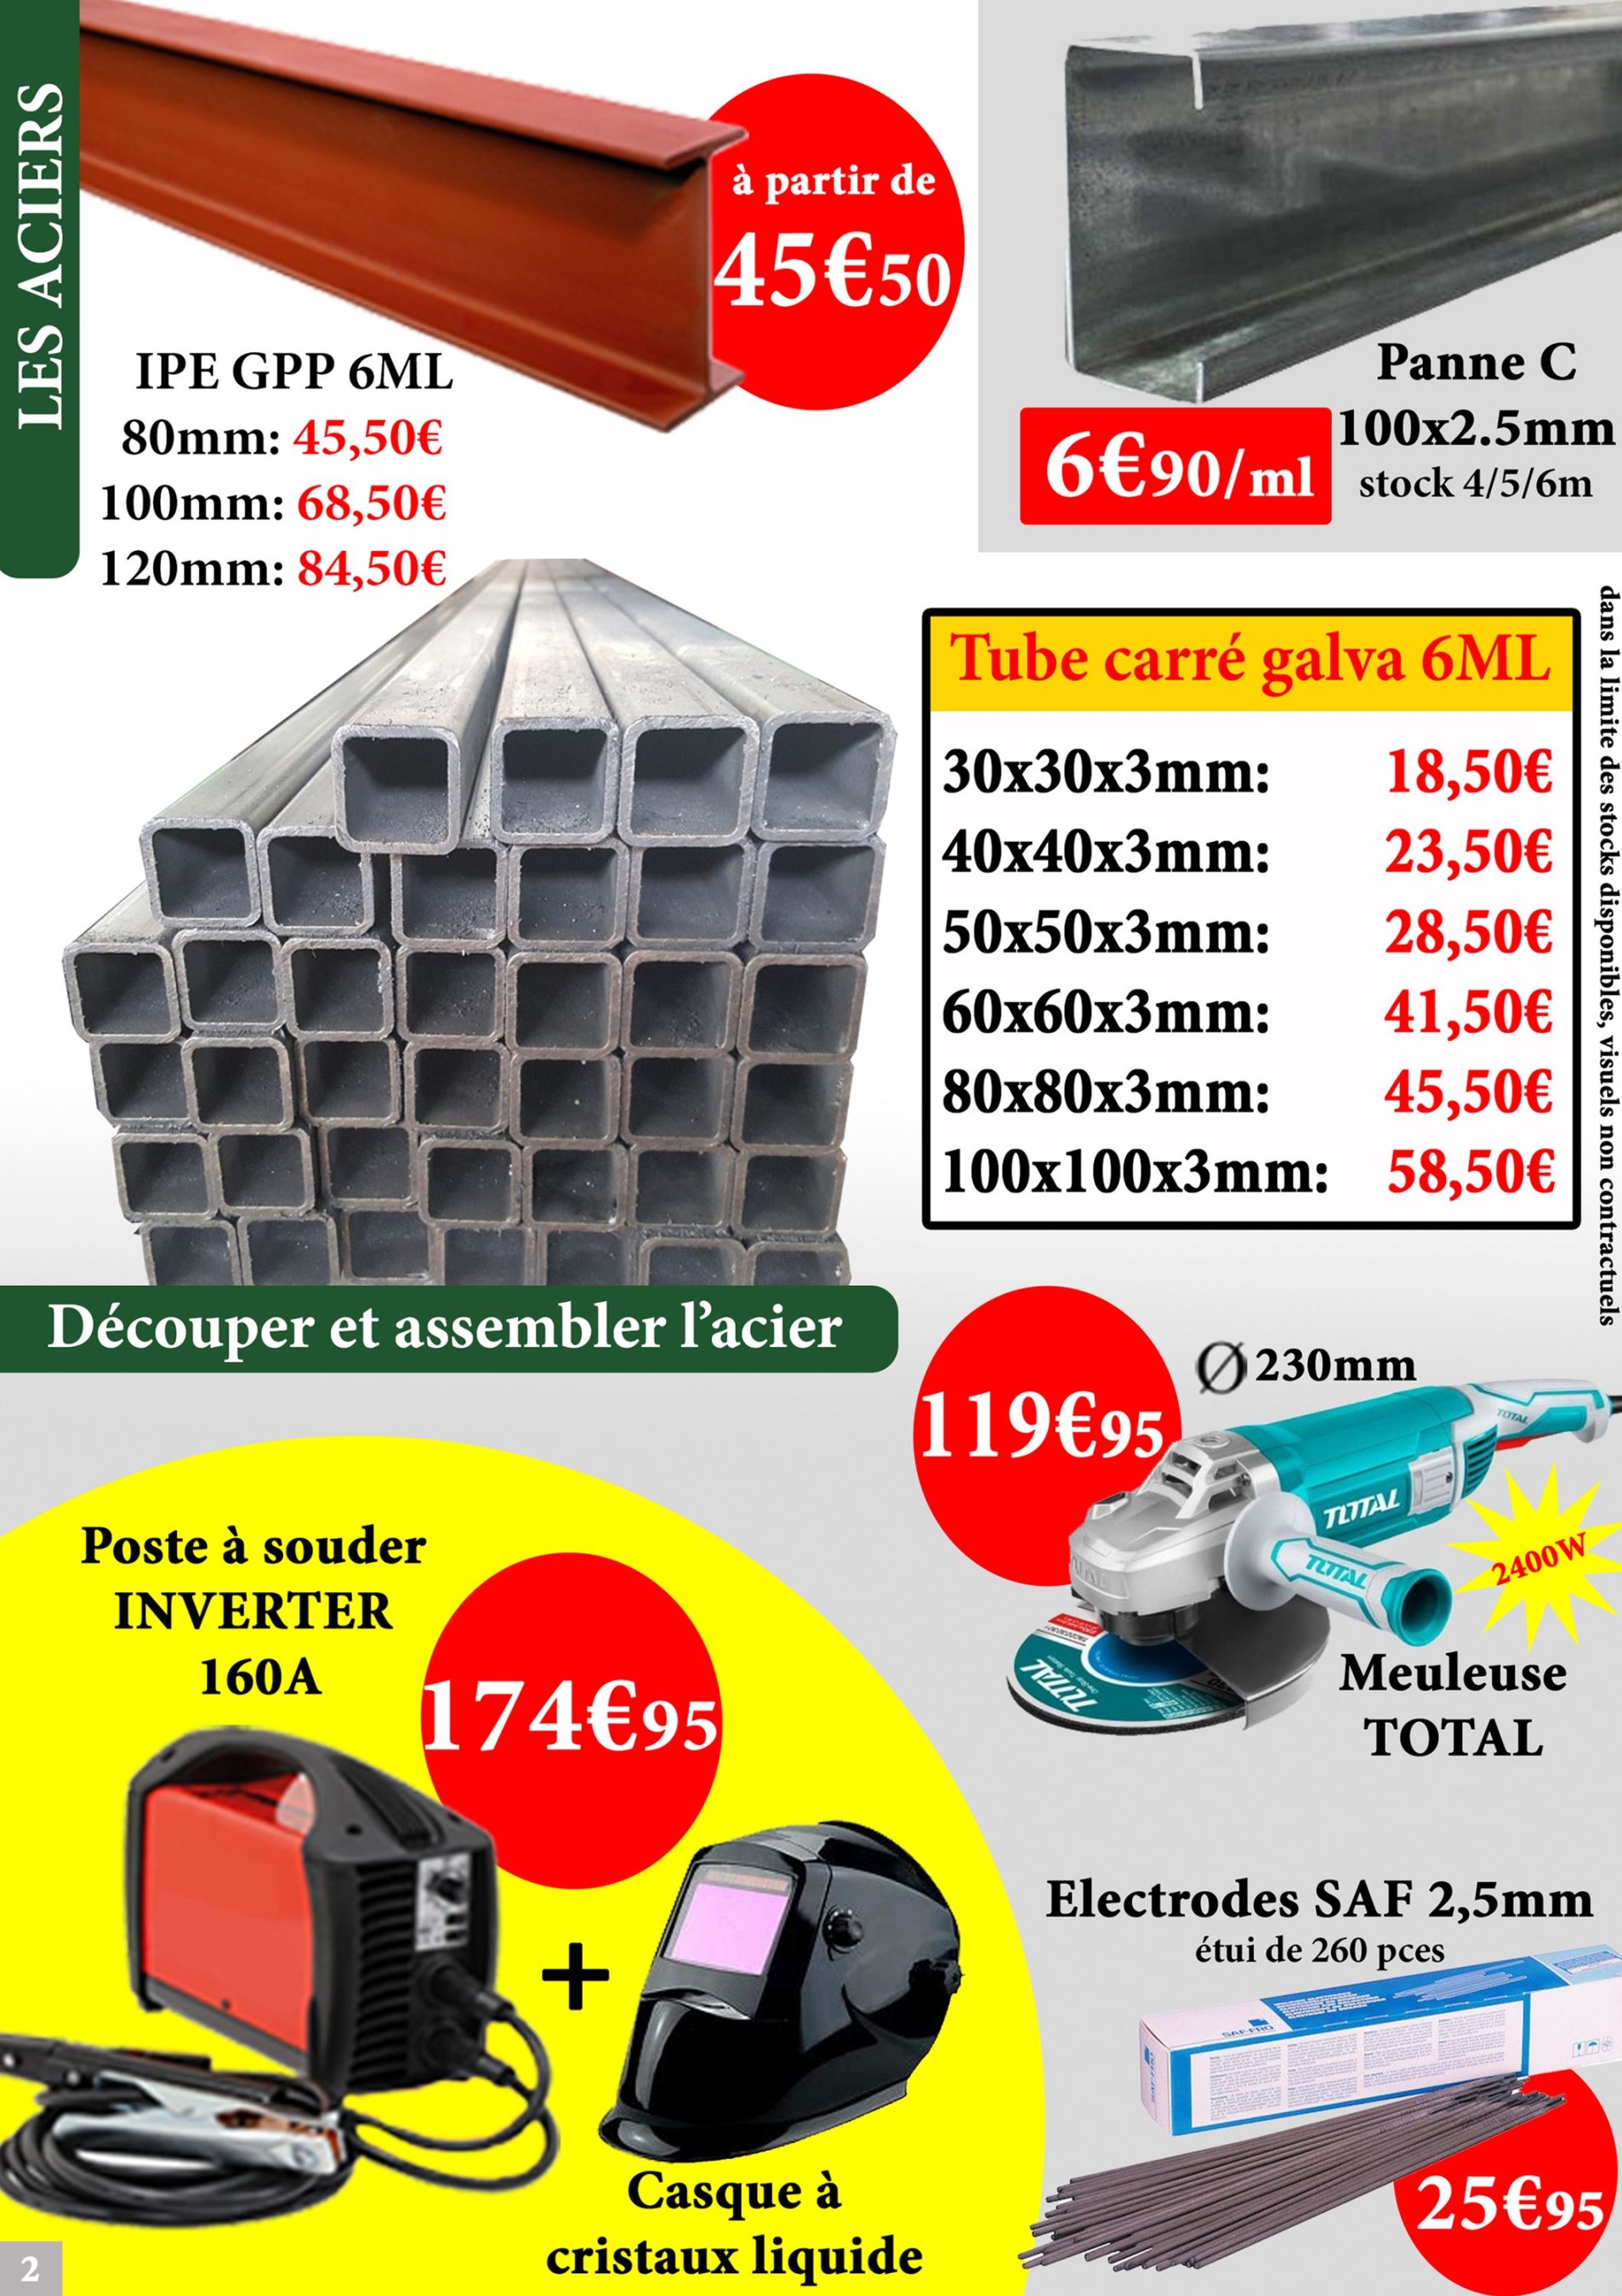 LES ACIERS
à partir de
45€50
IPE GPP 6ML
80mm: 45,50€
100mm: 68,50€
120mm: 84,50€
Panne C
100x2.5mm
stock 4/5/6m
6€90/ml
Tube carré galva 6ML
30x30x3mm: 18,50€
40x40x3mm: 23,50€
50x50x3mm: 28,50€
60x60x3mm: 41,50€
80x80x3mm: 45,50€
100x100x3mm: 58,50€
dans la limite des stocks disponibles, visuels non contractuels
Découper et assembler l’acier
119€95
Ø 230mm
TOTAL
TOTAL
TOTAL
TOTAL
2400W
Meuleuse
TOTAL
Poste à souder
INVERTER
160A
174€95
+
Casque à
cristaux liquide
Electrodes SAF 2,5mm
étui de 260 pces
SAF-FRO
25€95
2